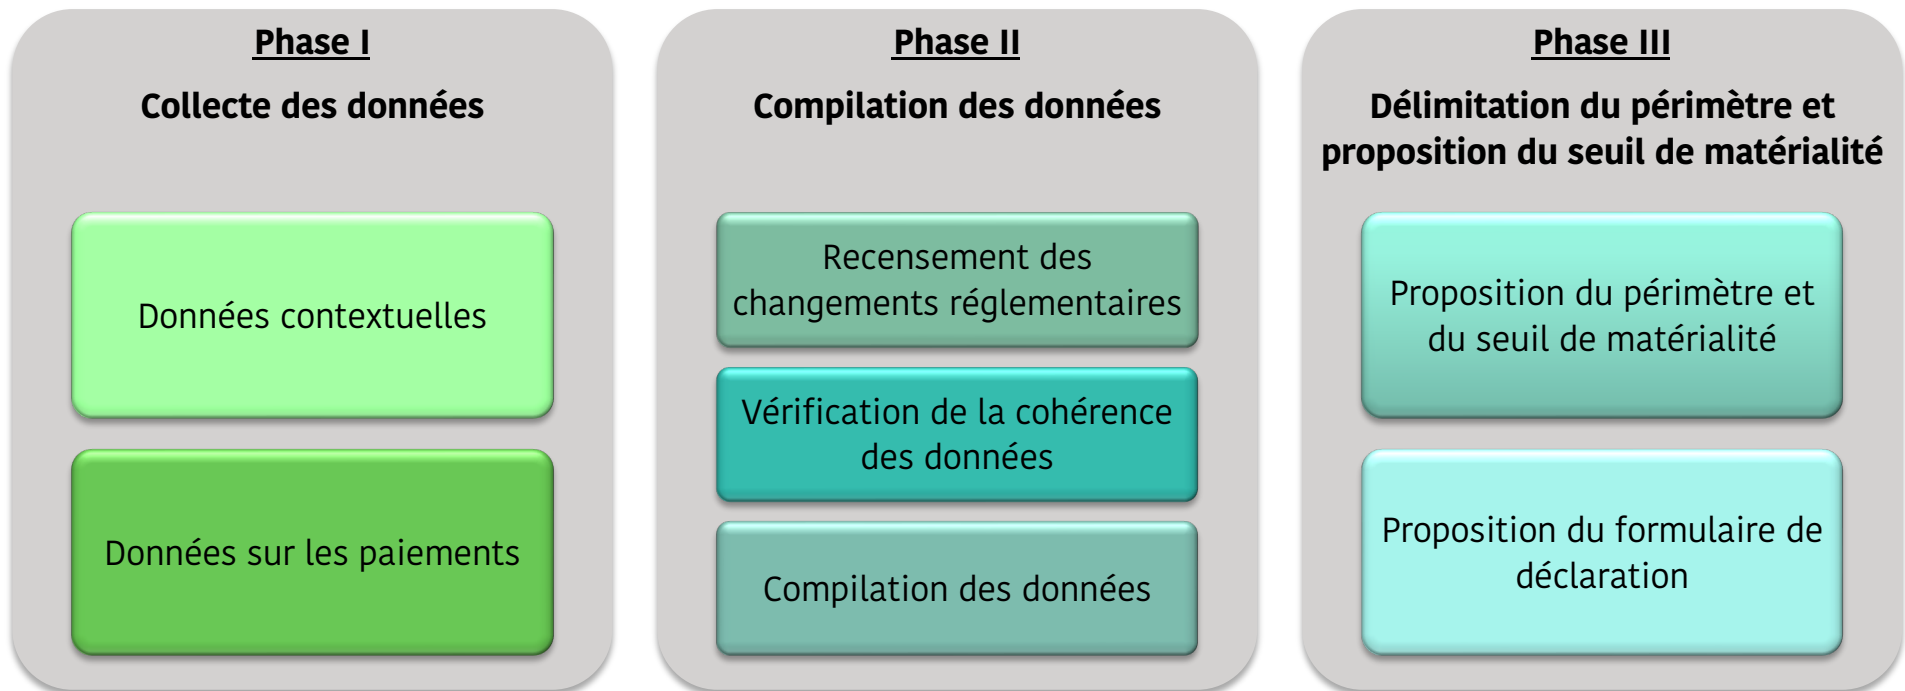 Phase I
Collecte des données
Données contextuelles
Données sur les paiements
Phase II
Compilation des données
Recensement des
changements réglementaires
Vérification de la cohérence
des données
Compilation des données
Phase III
Délimitation du périmètre et
proposition du seuil de matérialité
Proposition du périmètre et
du seuil de matérialité
Proposition du formulaire de
déclaration